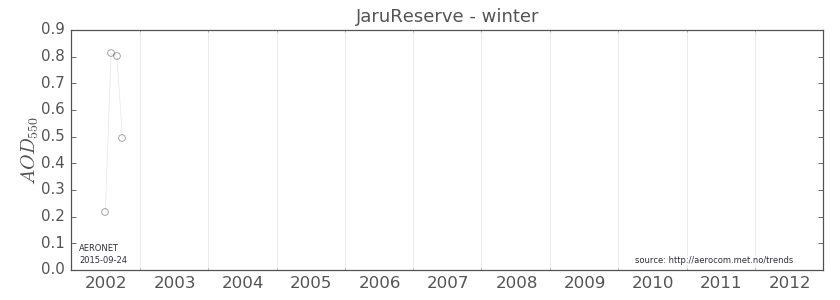 JaruReserve - winter
0.9
0.8
0.7
0.6
0.5
0.4
0.3
0.2
0.1
0.0
AOD550
AERONET
2015-09-24
source: http://aerocom.met.no/trends
2002 2003 2004 2005 2006 2007 2008 2009 2010 2011 2012